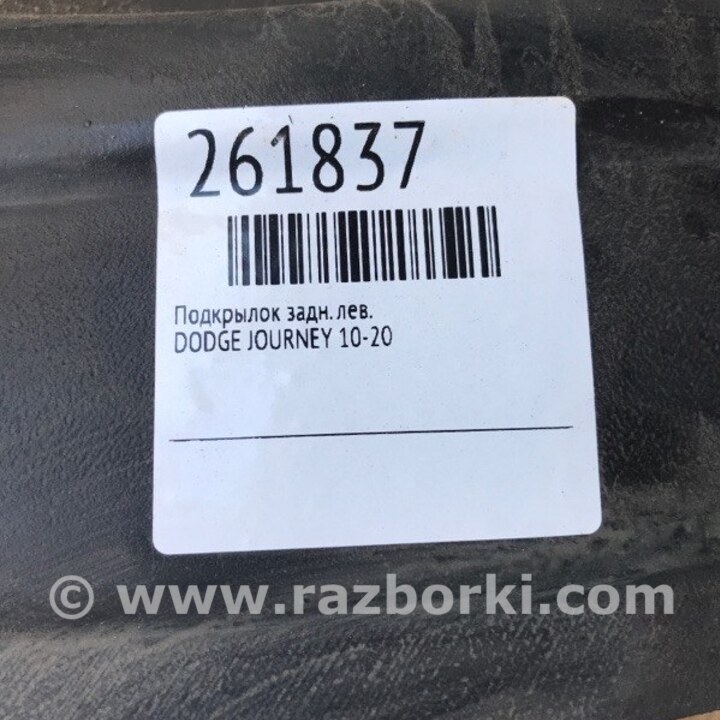 261837
Подкрылок задн. лев.
DODGE JOURNEY 10-20
© www.razborki.com